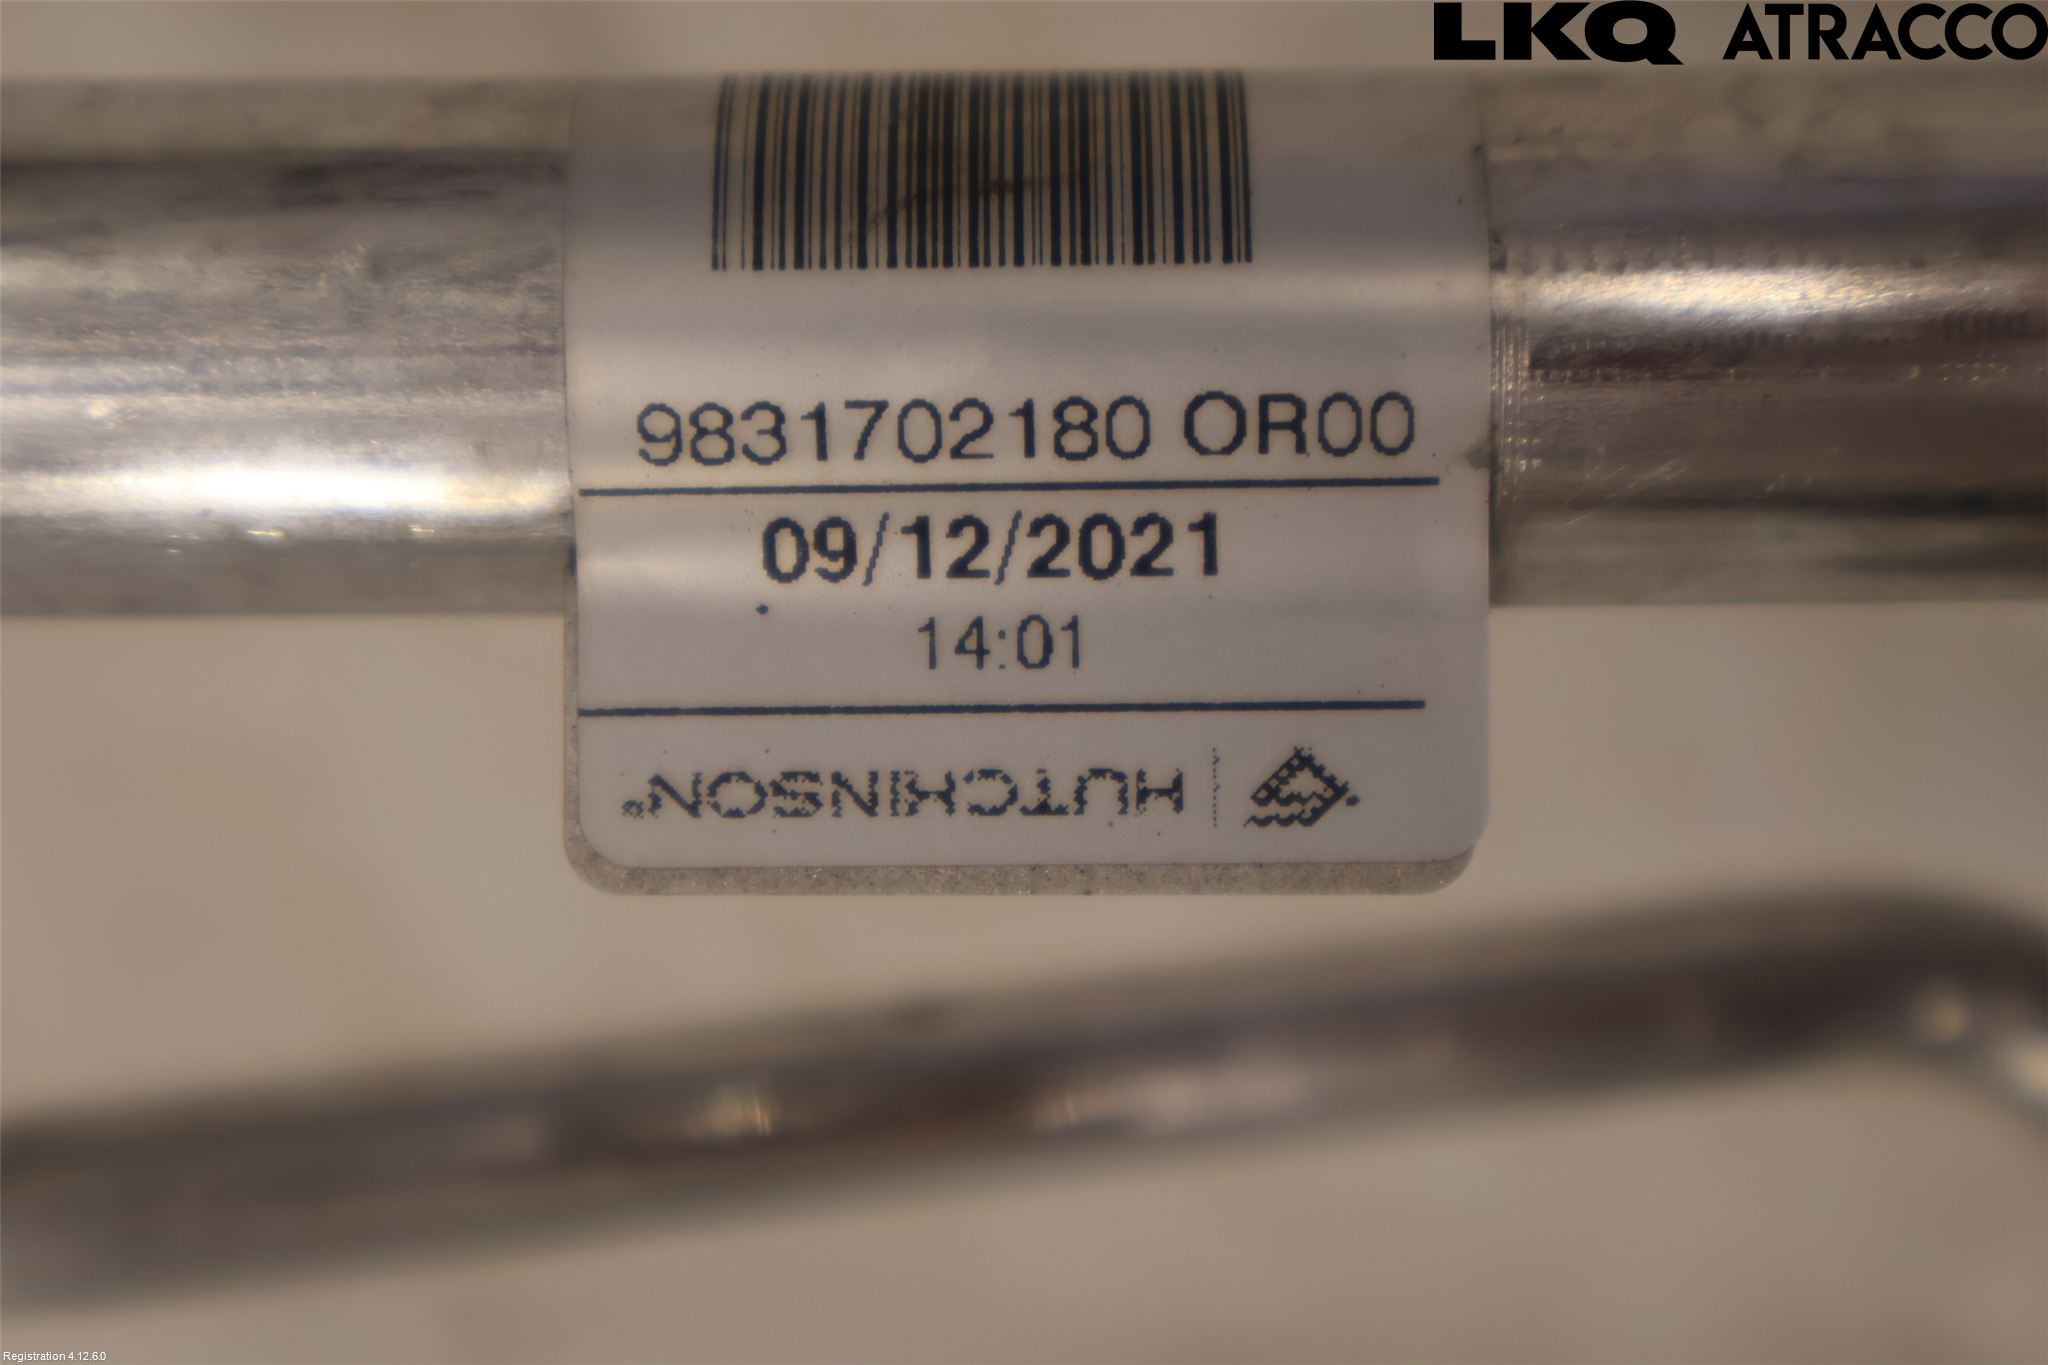 LKQ ATRACCO
9831702180 OR00
09/12/2021
14:01
HUTCHINSON®
Registration 4.12.6.0